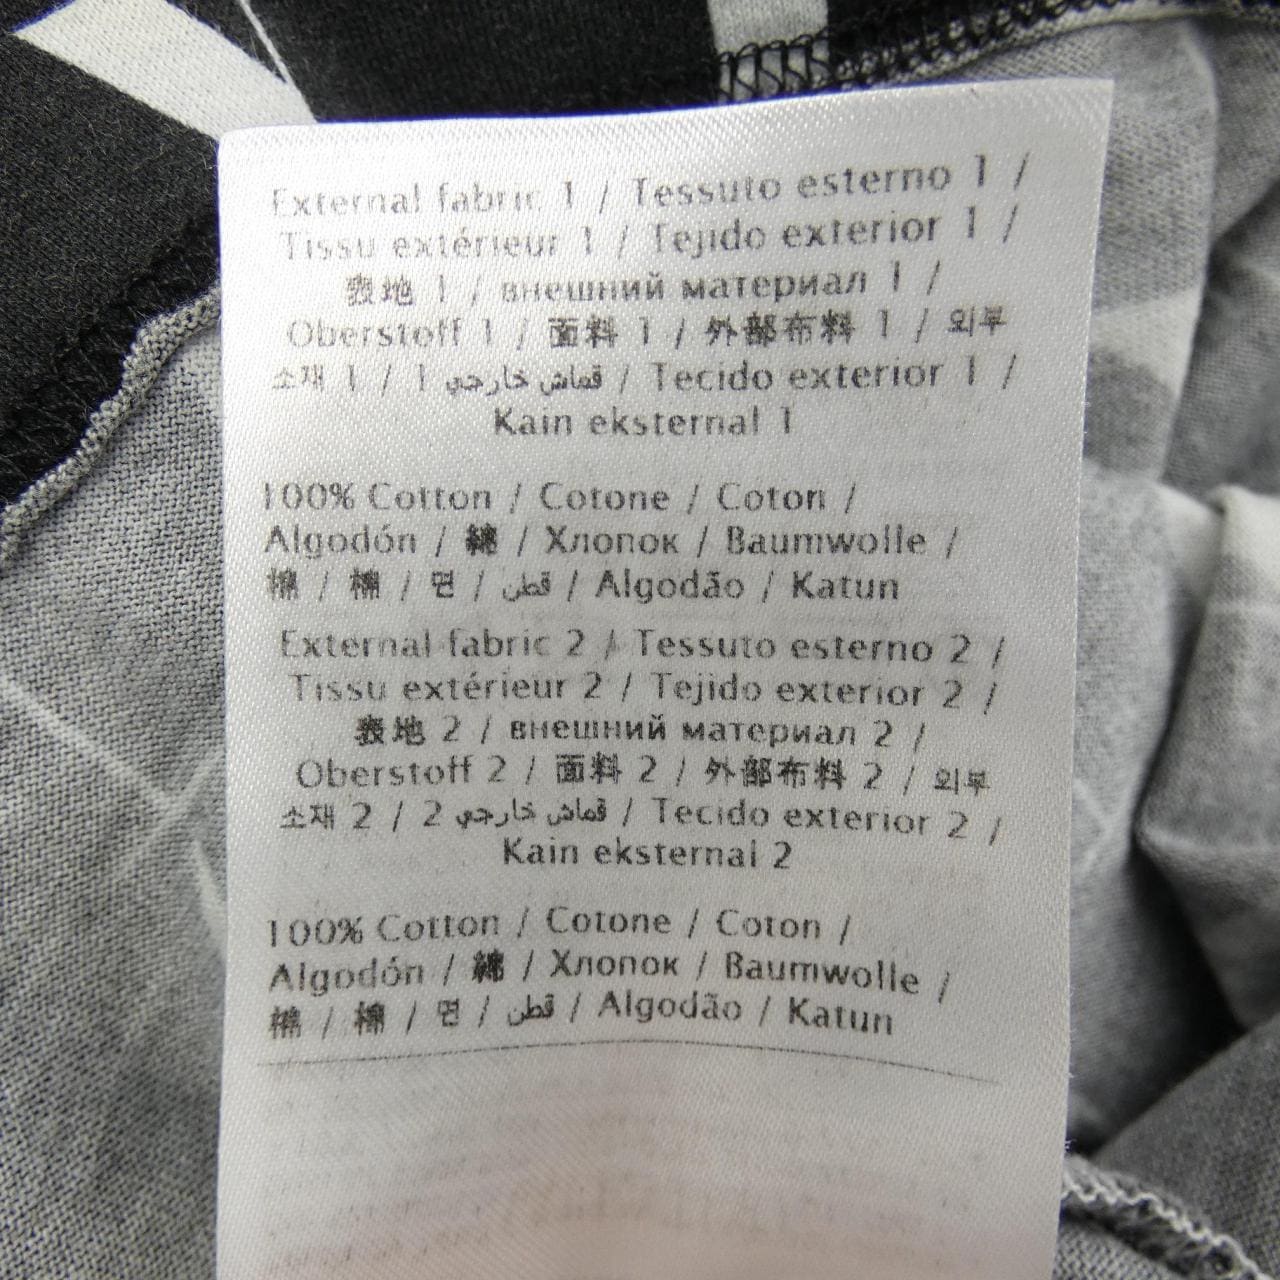 External fabric 1 / Tessuto esterno 1 /
Tissu extérieur 1 / Tejido exterior 1 /
表地 1 / внешний материал 1 /
Oberstoff 1 / 面料 1 / 外部布料 1 / 외부
소재 1 / 1 قماش خارجي / Tecido exterior 1 /
Kain eksternal 1
100% Cotton / Cotone / Coton /
Algodón / 綿 / Хлопок / Baumwolle /
棉 / 棉 / 면 / قطن / Algodão / Katun
External fabric 2 / Tessuto esterno 2 /
Tissu extérieur 2 / Tejido exterior 2 /
表地 2 / внешний материал 2 /
Oberstoff 2 / 面料 2 / 外部布料 2 / 외부
소재 2 / 2 قماش خارجي / Tecido exterior 2 /
Kain eksternal 2
100% Cotton / Cotone / Coton /
Algodón / 綿 / Хлопок / Baumwolle /
棉 / 棉 / 면 / قطن / Algodão / Katun